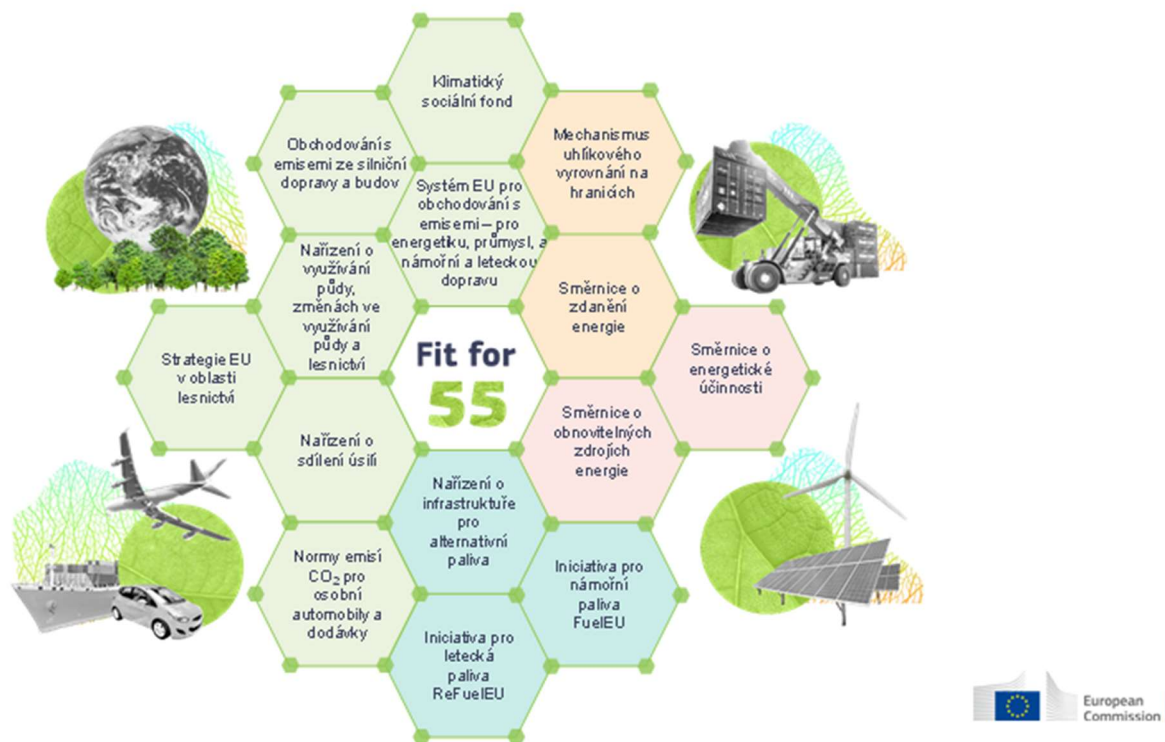 Klimatický
sociální fond
Obchodování s
emisemi ze silniční
dopravy a budov
Systém EU pro
obchodování s
emisemi – pro
energetiku, průmysl, a
námořní a leteckou
dopravu
Mechanismus
uhlíkového
vyrovnání na
hranicích
Nařízení o
využívání
půdy,
změnách ve
využívání
půdy a
lesnictví
Směrnice o
zdanění
energie
Strategie EU
v oblasti
lesnictví
Fit for
55
Směrnice o
energetické
účinnosti
Nařízení o
sdílení úsilí
Směrnice o
obnovitelných
zdrojích
energie
Nařízení o
infrastruktuře
pro
alternativní
paliva
Normy emisí
CO₂ pro
osobní
automobily a
dodávky
Iniciativa pro
námořní
paliva
FuelEU
Iniciativa pro
letecká
paliva
ReFuelEU
European
Commission